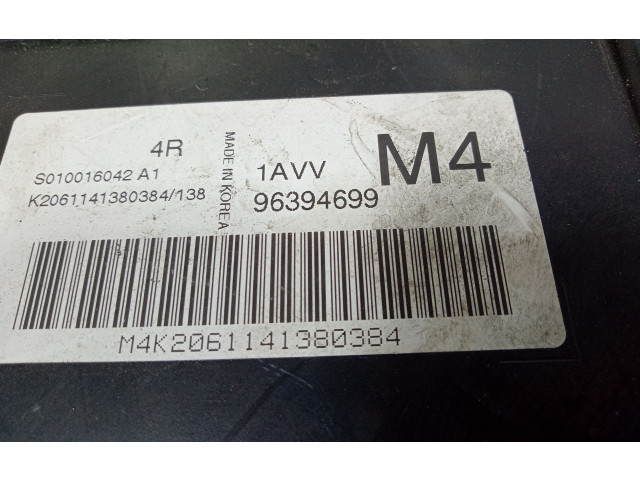 4R
S010016042 A1
K2061141380384/138
MADE IN KOREA
1AVV
96394699
M4
M4K2061141380384